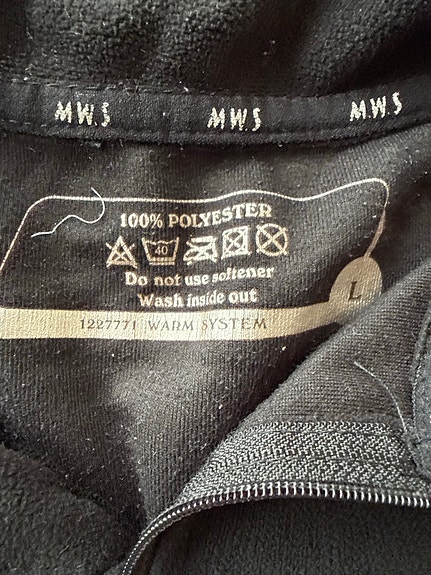 M.W.S M.W.S M.W.S
100% POLYESTER
40
Do not use softener
Wash inside out
L
1227771 WARM SYSTEM